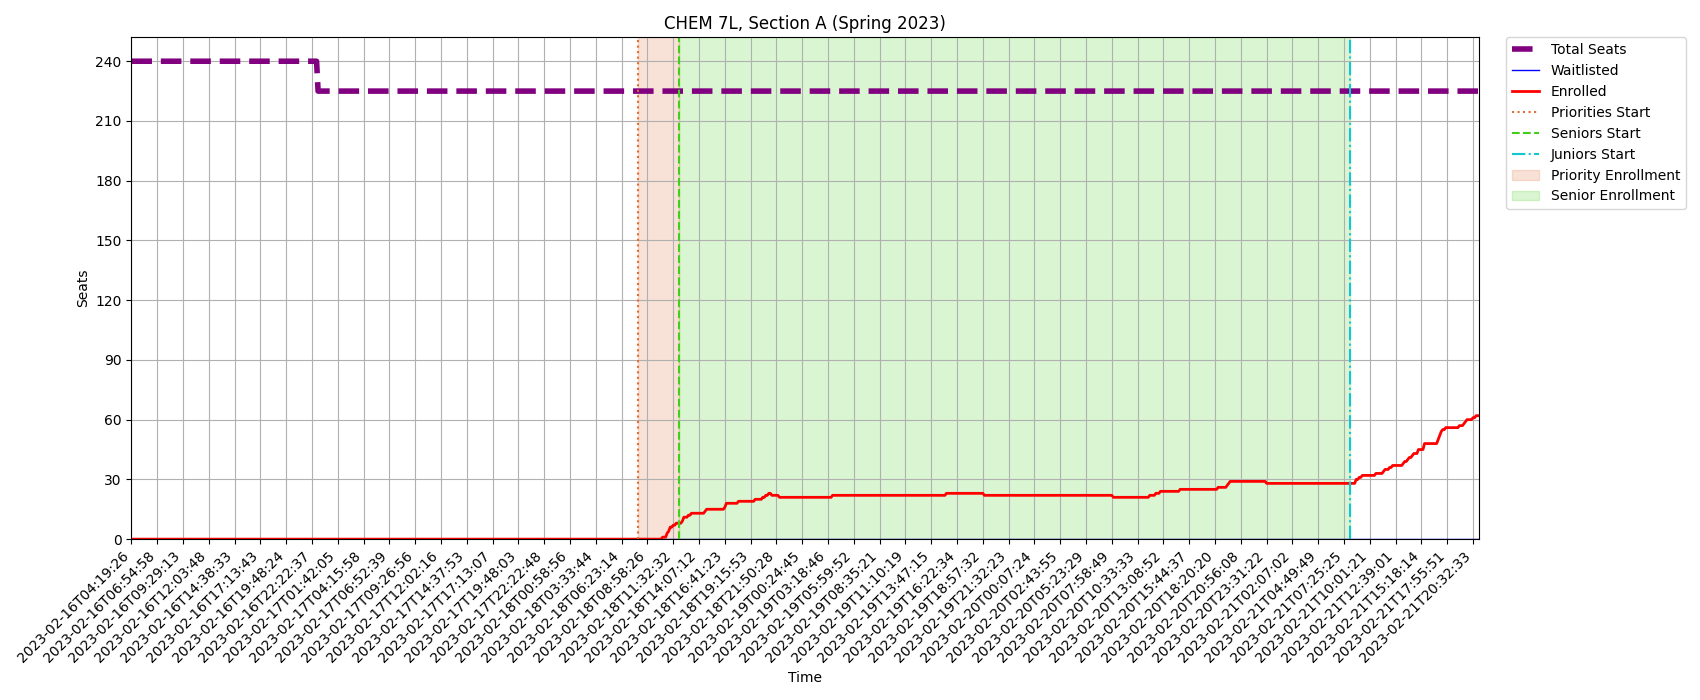 CHEM 7L, Section A (Spring 2023)
Total Seats
Waitlisted
Enrolled
Priorities Start
Seniors Start
Juniors Start
Priority Enrollment
Senior Enrollment
Seats
240
210
180
150
120
90
60
30
0
2023-02-16T04:19:26
2023-02-16T06:54:58
2023-02-16T09:29:13
2023-02-16T12:03:48
2023-02-16T14:38:33
2023-02-16T17:13:43
2023-02-16T19:48:24
2023-02-16T22:22:37
2023-02-17T01:42:05
2023-02-17T04:15:58
2023-02-17T06:52:39
2023-02-17T09:26:56
2023-02-17T12:02:16
2023-02-17T14:37:53
2023-02-17T17:13:07
2023-02-17T19:48:03
2023-02-17T22:22:48
2023-02-18T00:58:56
2023-02-18T03:33:44
2023-02-18T06:23:14
2023-02-18T08:58:26
2023-02-18T11:32:32
2023-02-18T14:07:12
2023-02-18T16:41:23
2023-02-18T19:15:53
2023-02-18T21:50:28
2023-02-19T00:24:45
2023-02-19T03:18:46
2023-02-19T05:59:52
2023-02-19T08:35:21
2023-02-19T11:10:19
2023-02-19T13:47:15
2023-02-19T16:22:34
2023-02-19T18:57:32
2023-02-19T21:32:23
2023-02-20T00:07:24
2023-02-20T02:43:55
2023-02-20T05:23:29
2023-02-20T07:58:49
2023-02-20T10:33:33
2023-02-20T13:08:52
2023-02-20T15:44:37
2023-02-20T18:20:20
2023-02-20T20:56:08
2023-02-20T23:31:22
2023-02-21T02:07:02
2023-02-21T04:49:49
2023-02-21T07:25:25
2023-02-21T10:01:21
2023-02-21T12:39:01
2023-02-21T15:18:14
2023-02-21T17:55:51
2023-02-21T20:32:33
Time